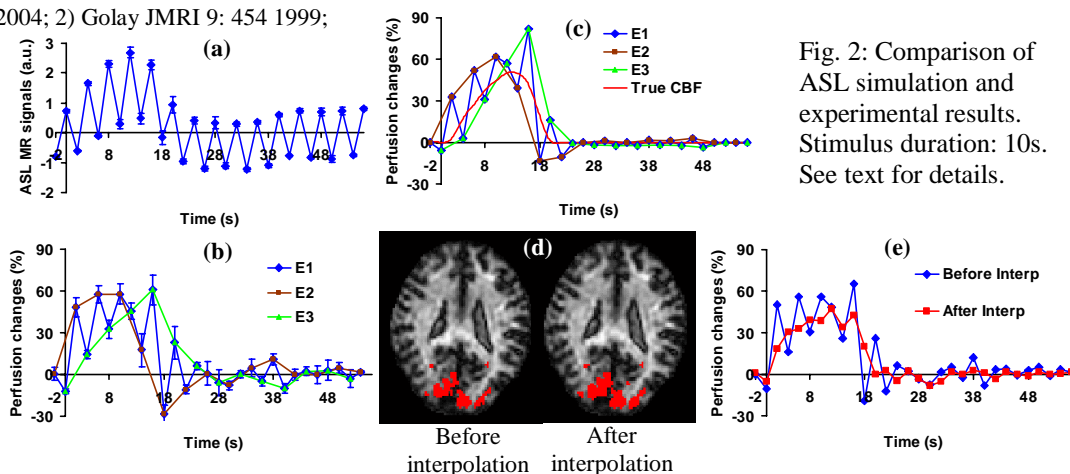 2004; 2) Golay JMRI 9: 454 1999;
(a)
ASL MR signals (a.u.)
3
2
1
0
-1
-2
-2 8 18 28 38 48
Time (s)
(c)
Perfusion changes (%)
90
60
30
0
-30
-2 8 18 28 38 48
Time (s)
E1
E2
E3
True CBF
Fig. 2: Comparison of
ASL simulation and
experimental results.
Stimulus duration: 10s.
See text for details.
(b)
Perfusion changes (%)
90
60
30
0
-30
-2 8 18 28 38 48
Time (s)
E1
E2
E3
(d)
Before
interpolation
After
interpolation
(e)
Perfusion changes (%)
90
60
30
0
-30
-2 8 18 28 38 48
Time (s)
Before Interp
After Interp